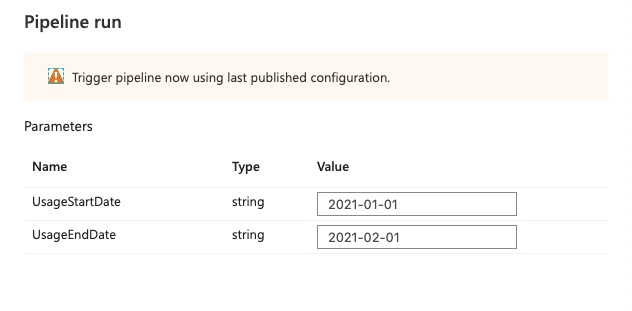 Pipeline run
Trigger pipeline now using last published configuration.
Parameters
Name Type Value
UsageStartDate string 2021-01-01
UsageEndDate string 2021-02-01